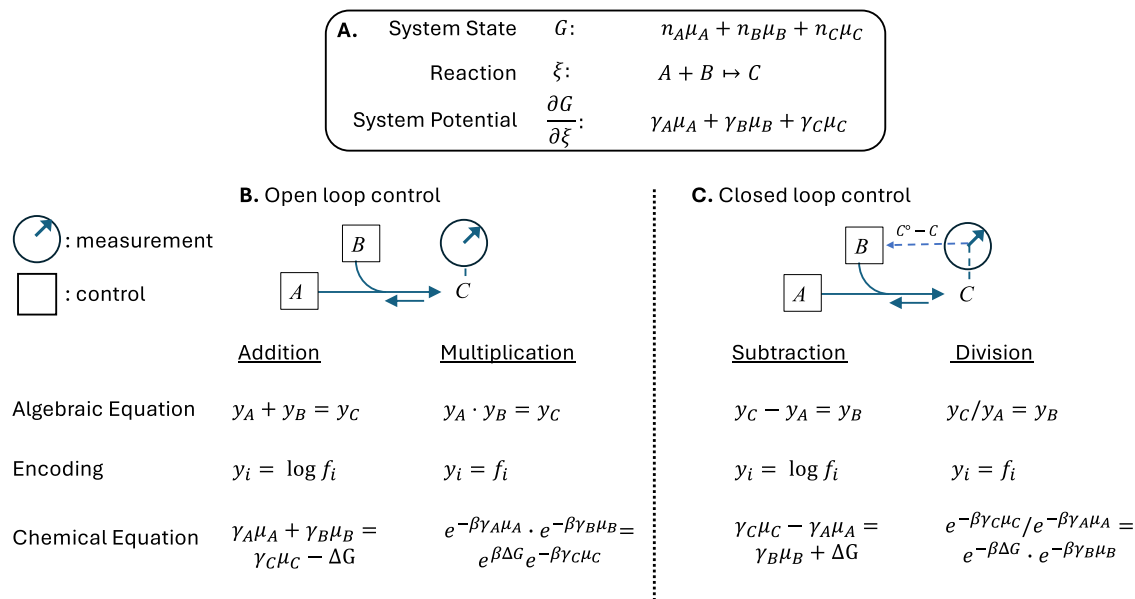 A. System State G: n_Aμ_A + n_Bμ_B + n_Cμ_C
Reaction ξ: A + B ↦ C
System Potential ∂G/∂ξ: γ_Aμ_A + γ_Bμ_B + γ_Cμ_C
B. Open loop control
C. Closed loop control
: measurement
: control
B
A
C
B
C° − C
A
C
Addition Multiplication Subtraction Division
Algebraic Equation y_A + y_B = y_C y_A · y_B = y_C y_C − y_A = y_B y_C/y_A = y_B
Encoding y_i = log f_i y_i = f_i y_i = log f_i y_i = f_i
Chemical Equation γ_Aμ_A + γ_Bμ_B = e^{−βγ_Aμ_A} · e^{−βγ_Bμ_B} = γ_Cμ_C − γ_Aμ_A = e^{−βγ_Cμ_C}/e^{−βγ_Aμ_A} =
γ_Cμ_C − ΔG e^{βΔG}e^{−βγ_Cμ_C} γ_Bμ_B + ΔG e^{−βΔG} · e^{−βγ_Bμ_B}